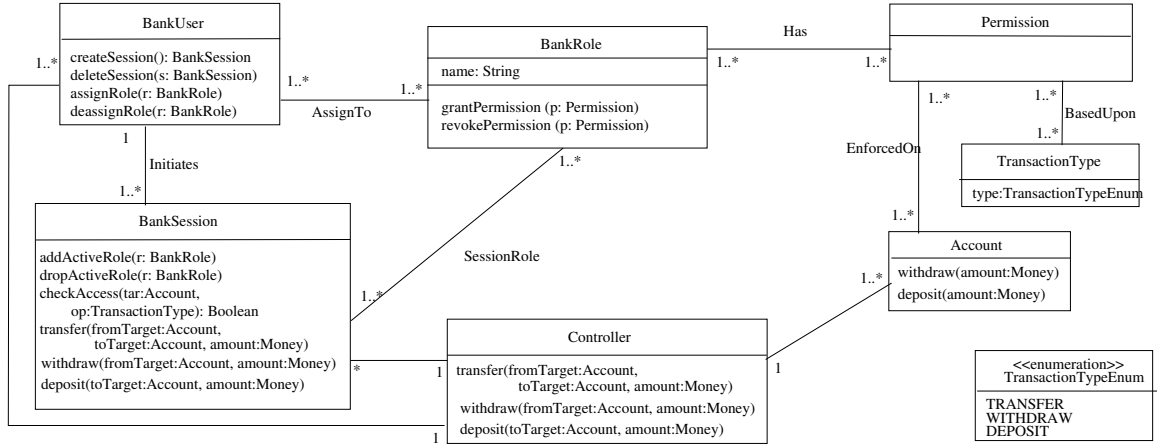 BankUser
createSession(): BankSession
deleteSession(s: BankSession)
assignRole(r: BankRole)
deassignRole(r: BankRole)
1..*
1..*
AssignTo
1..*
BankRole
name: String
grantPermission (p: Permission)
revokePermission (p: Permission)
1..*
Has
1..*
Permission
1..*
1..*
BasedUpon
1..*
EnforcedOn
TransactionType
type:TransactionTypeEnum
1
Initiates
1..*
1..*
1..*
BankSession
addActiveRole(r: BankRole)
dropActiveRole(r: BankRole)
checkAccess(tar:Account,
op:TransactionType): Boolean
transfer(fromTarget:Account,
toTarget:Account, amount:Money)
withdraw(fromTarget:Account, amount:Money)
deposit(toTarget:Account, amount:Money)
SessionRole
1..*
Account
withdraw(amount:Money)
deposit(amount:Money)
1..*
Controller
transfer(fromTarget:Account,
toTarget:Account, amount:Money)
withdraw(fromTarget:Account, amount:Money)
deposit(toTarget:Account, amount:Money)
*
1
1
1
<<enumeration>>
TransactionTypeEnum
TRANSFER
WITHDRAW
DEPOSIT